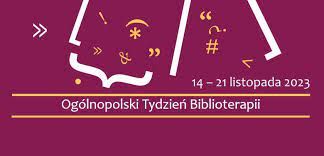 14 – 21 listopada 2023
Ogólnopolski Tydzień Biblioterapii